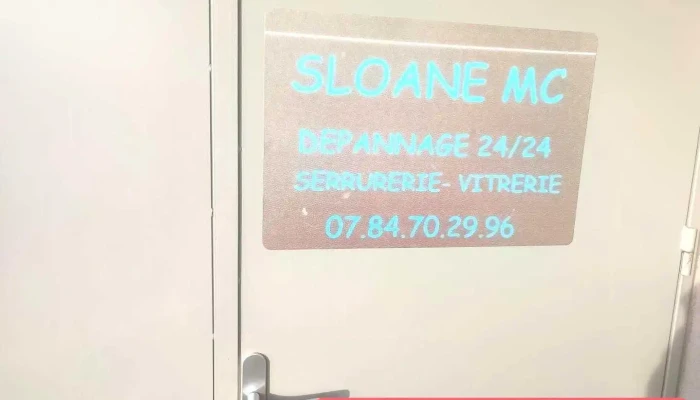 SLOANE MC
DEPANNAGE 24/24
SERRURERIE- VITRERIE
07.84.70.29.96